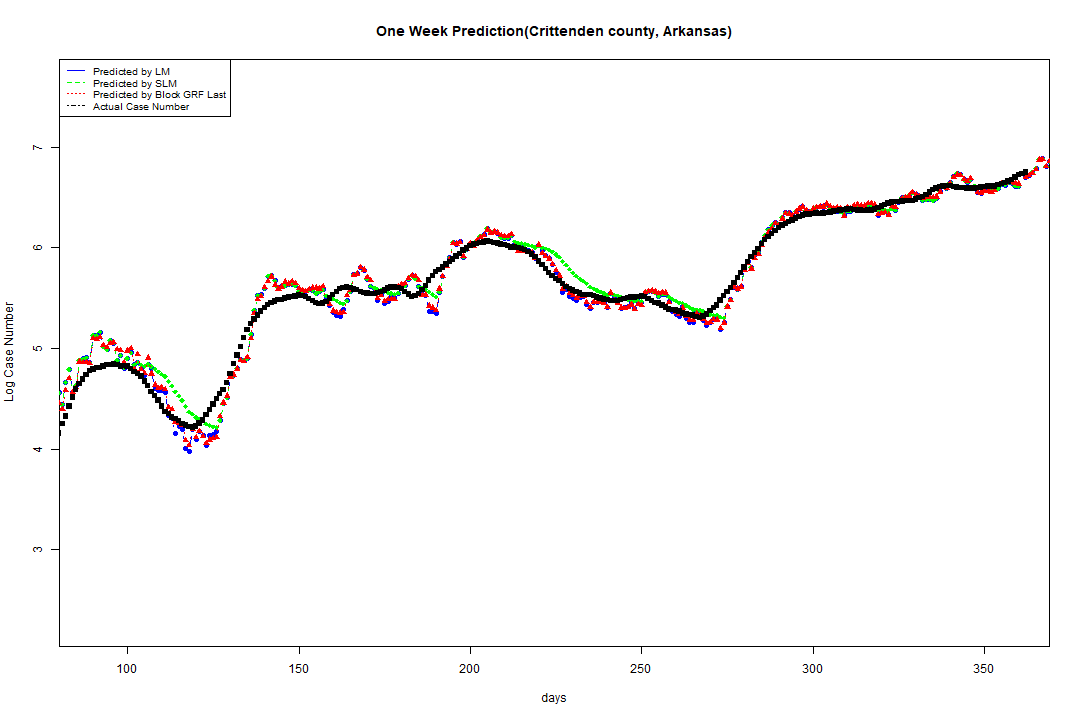 One Week Prediction(Crittenden county, Arkansas)
Predicted by LM
Predicted by SLM
Predicted by Block GRF Last
Actual Case Number
7
6
5
4
3
Log Case Number
100 150 200 250 300 350
days